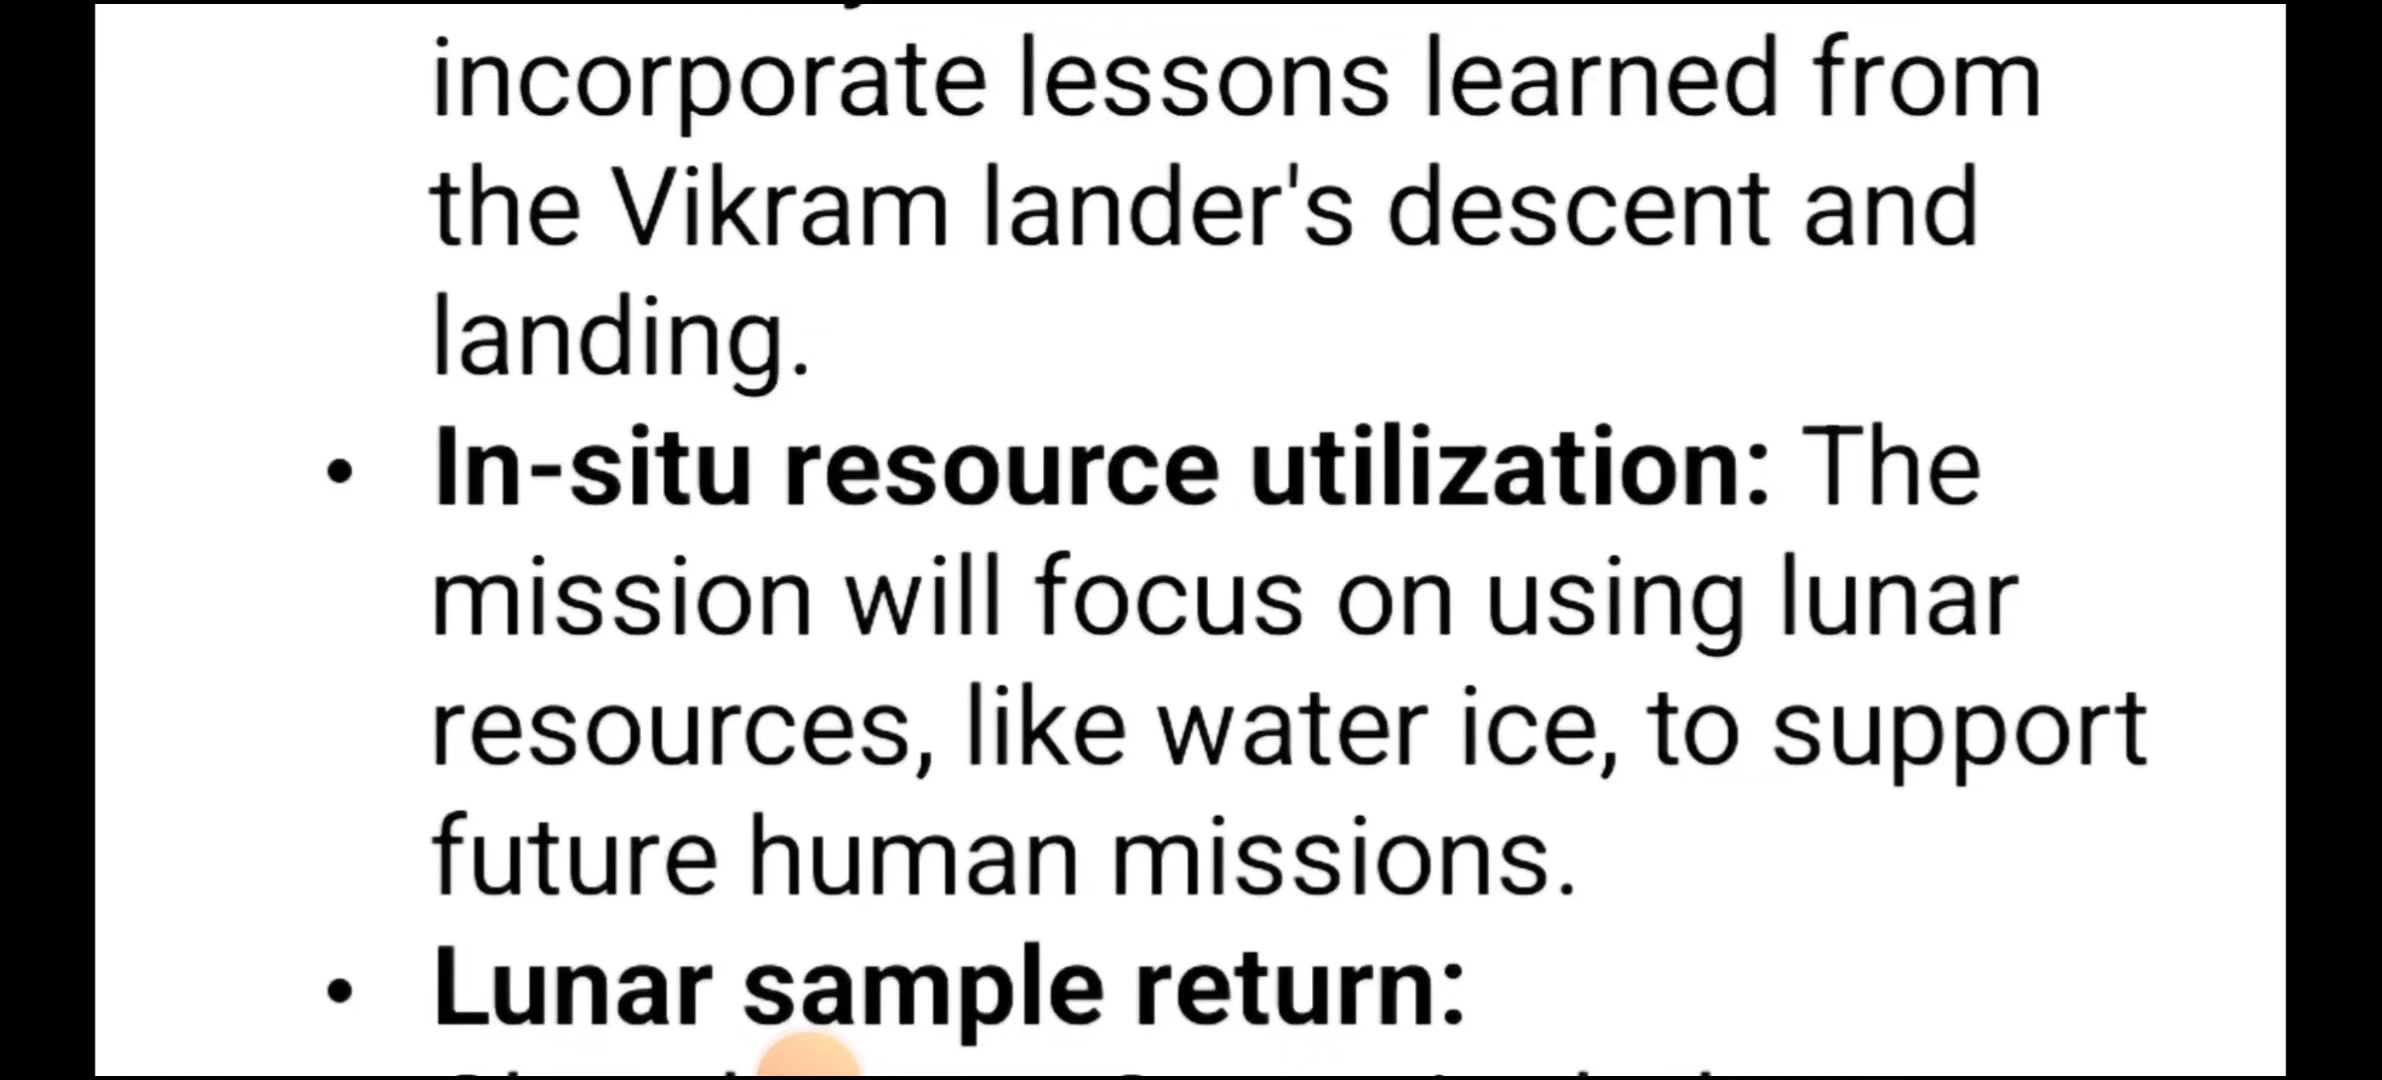 incorporate lessons learned from
the Vikram lander's descent and
landing.
• In-situ resource utilization: The
mission will focus on using lunar
resources, like water ice, to support
future human missions.
• Lunar sample return: